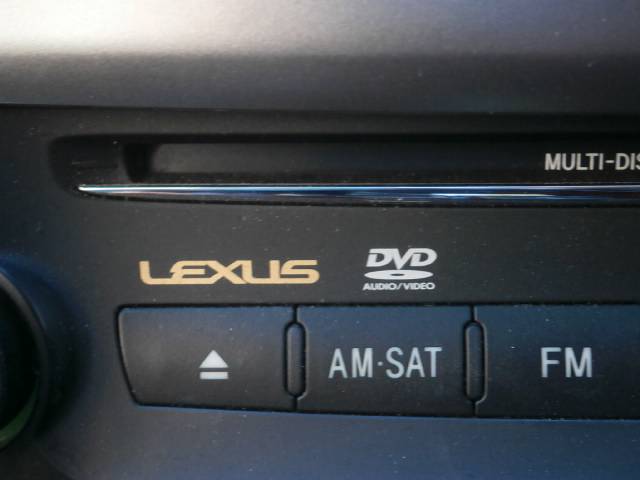 MULTI-DIS
LEXUS
DVD
AUDIO/VIDEO
AM·SAT
FM